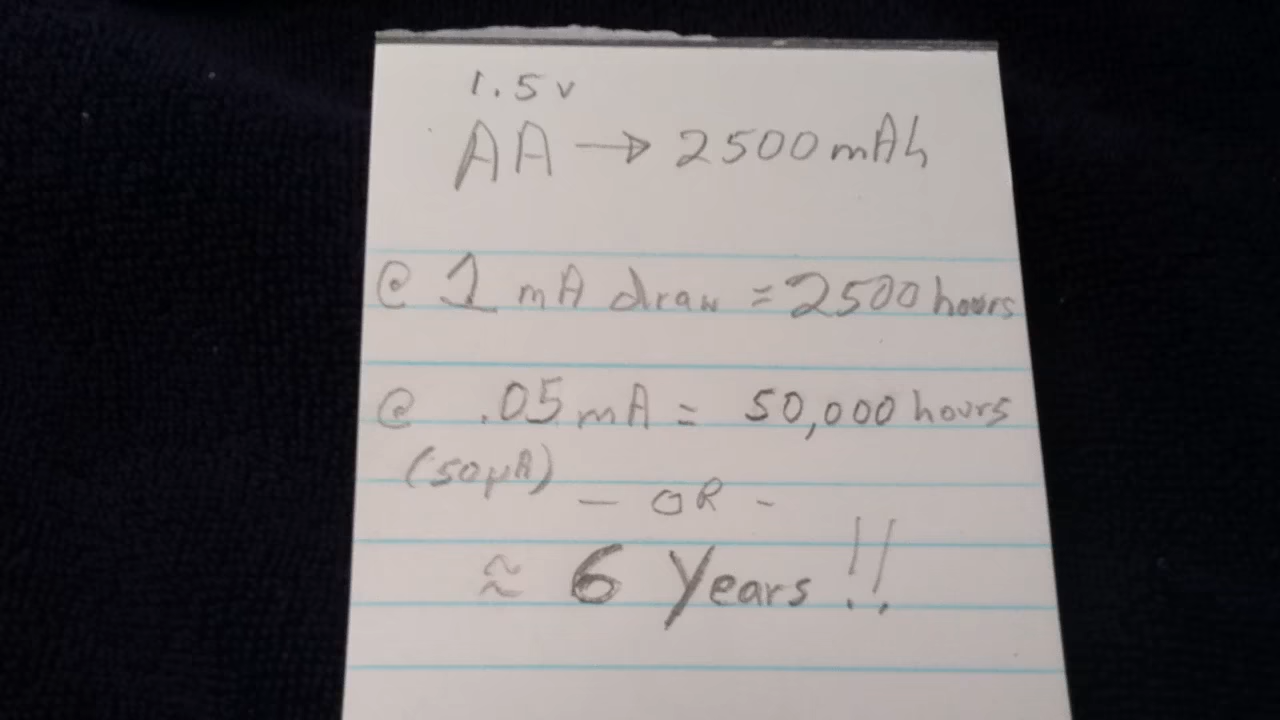 1.5v
AA → 2500mAh
@ 1 mA draw = 2500 hours
@ .05 mA = 50,000 hours
(50µA)
- OR -
≈ 6 Years !!